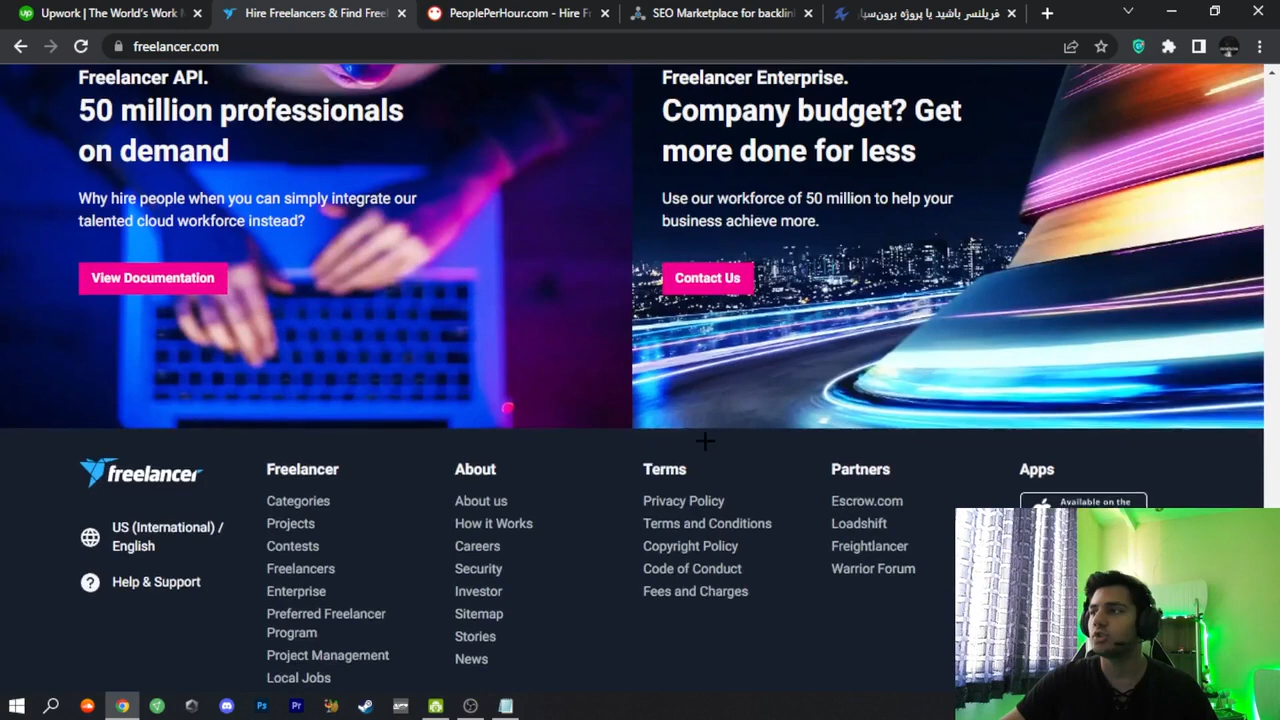 Upwork | The World's Work M
Hire Freelancers & Find Freel
PeoplePerHour.com - Hire Fr
SEO Marketplace for backlin
فریلنسر باشید یا پروژه برون‌سپار
freelancer.com
Freelancer API.
50 million professionals
on demand
Why hire people when you can simply integrate our
talented cloud workforce instead?
View Documentation
Freelancer Enterprise.
Company budget? Get
more done for less
Use our workforce of 50 million to help your
business achieve more.
Contact Us
freelancer
US (International) /
English
Help & Support
Freelancer
Categories
Projects
Contests
Freelancers
Enterprise
Preferred Freelancer
Program
Project Management
Local Jobs
About
About us
How it Works
Careers
Security
Investor
Sitemap
Stories
News
Terms
Privacy Policy
Terms and Conditions
Copyright Policy
Code of Conduct
Fees and Charges
Partners
Escrow.com
Loadshift
Freightlancer
Warrior Forum
Apps
Available on the